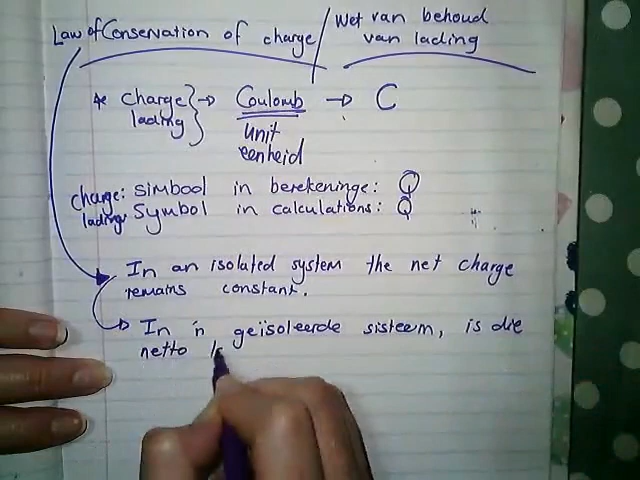 Law of Conservation of charge / Wet van behoud
van lading
* charge } → Coulomb → C
lading
unit
eenheid
charge: simbool in berekeninge: Q
lading: Symbol in calculations: Q
In an isolated system the net charge
remains constant.
In 'n geïsoleerde sisteem, is die
netto